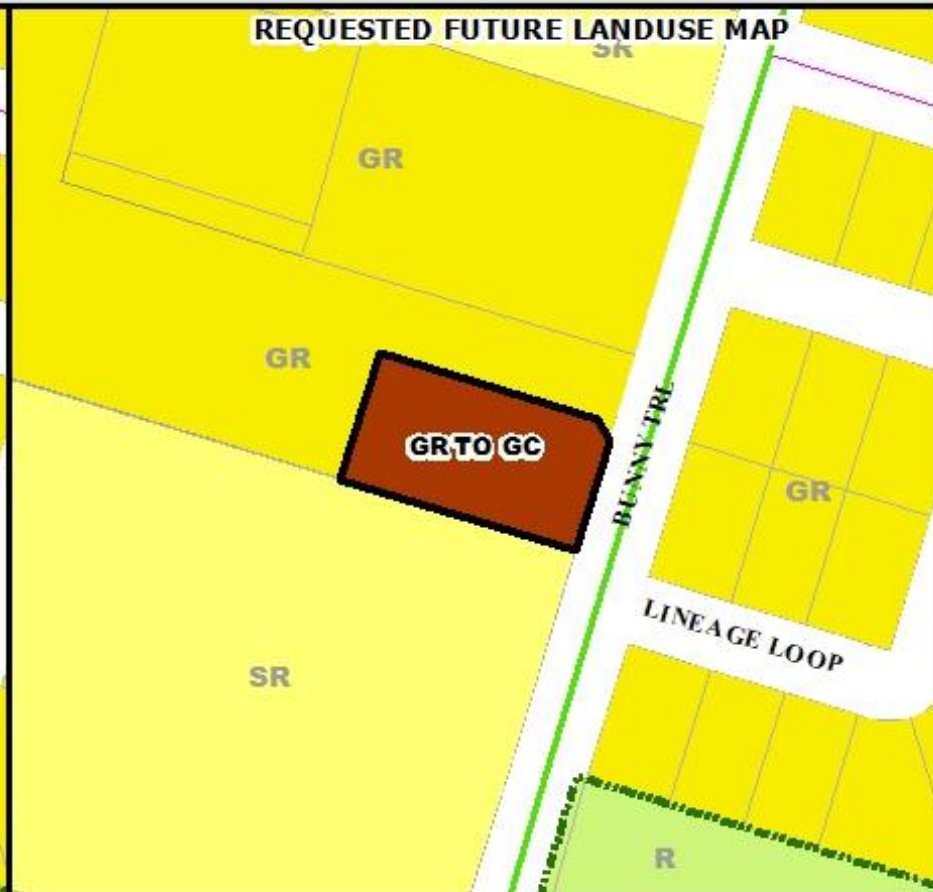 REQUESTED FUTURE LANDUSE MAP
SR
GR
GR
GR TO GC
BUNNY TRL
GR
LINEAGE LOOP
SR
R